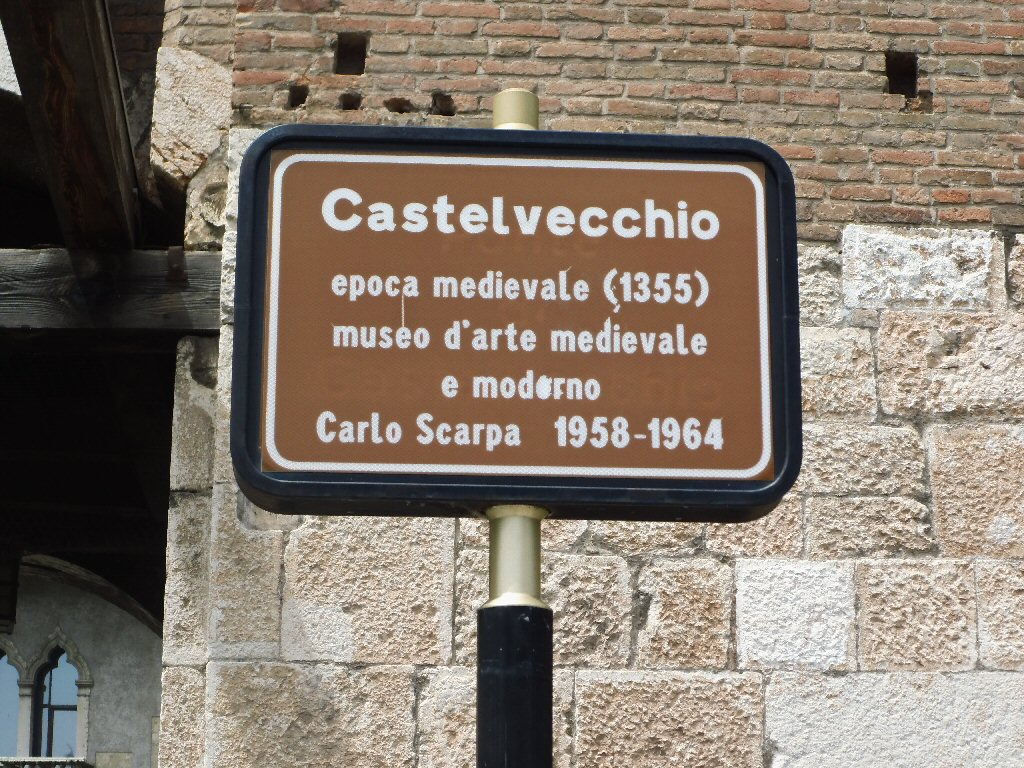 Castelvecchio
epoca medievale (1355)
museo d'arte medievale
e moderno
Carlo Scarpa 1958-1964